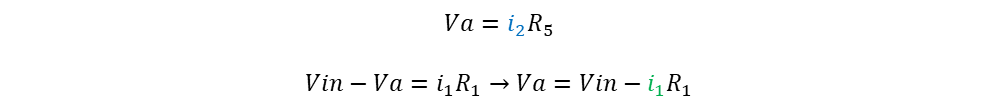 Va = i₂R₅
Vin − Va = i₁R₁ → Va = Vin − i₁R₁